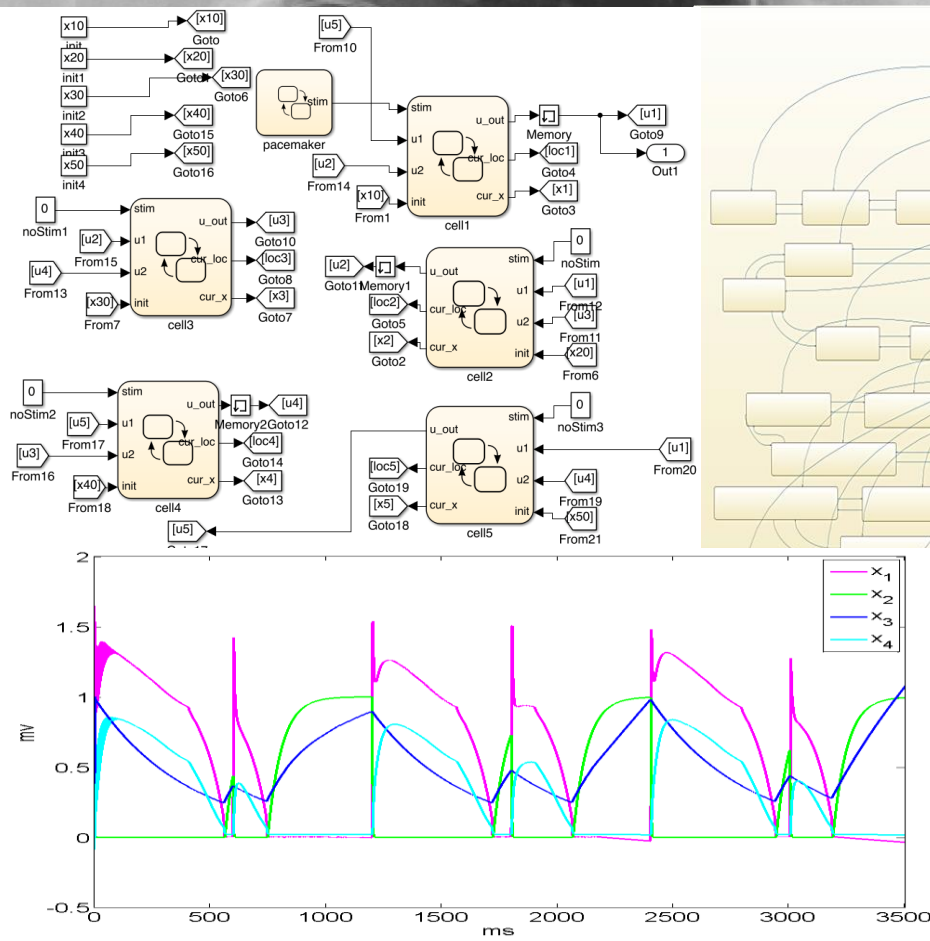 x10
init
[x10]
Goto
x20
init1
[x20]
x30
init2
[x30]
Goto6
x40
init3
[x40]
Goto15
x50
init4
[x50]
Goto16
[u5]
From10
stim
pacemaker
[u2]
From14
[x10]
From1
stim
u1
u2
init
u_out
cur_loc
cur_x
cell1
Memory
[u1]
Goto9
[loc1]
Goto4
[x1]
Goto3
1
Out1
0
noStim1
[u2]
From15
[u4]
From13
[x30]
From7
stim
u1
u2
init
u_out
cur_loc
cur_x
cell3
[u3]
Goto10
[loc3]
Goto8
[x3]
Goto7
[u2]
Goto11
Memory1
[loc2]
Goto5
[x2]
Goto2
u_out
cur_loc
cur_x
stim
u1
u2
init
cell2
0
noStim
[u1]
From12
[u3]
From11
[x20]
From6
0
noStim2
[u5]
From17
[u3]
From16
[x40]
From18
stim
u1
u2
init
u_out
cur_loc
cur_x
cell4
Memory2
[u4]
Goto12
[loc4]
Goto14
[x4]
Goto13
[u5]
[loc5]
Goto19
[x5]
Goto18
u_out
cur_loc
cur_x
stim
u1
u2
init
cell5
0
noStim3
[u1]
From20
[u4]
From19
[x50]
From21
2
1.5
1
0.5
0
-0.5
mv
0 500 1000 1500 2000 2500 3000 3500
ms
x1
x2
x3
x4